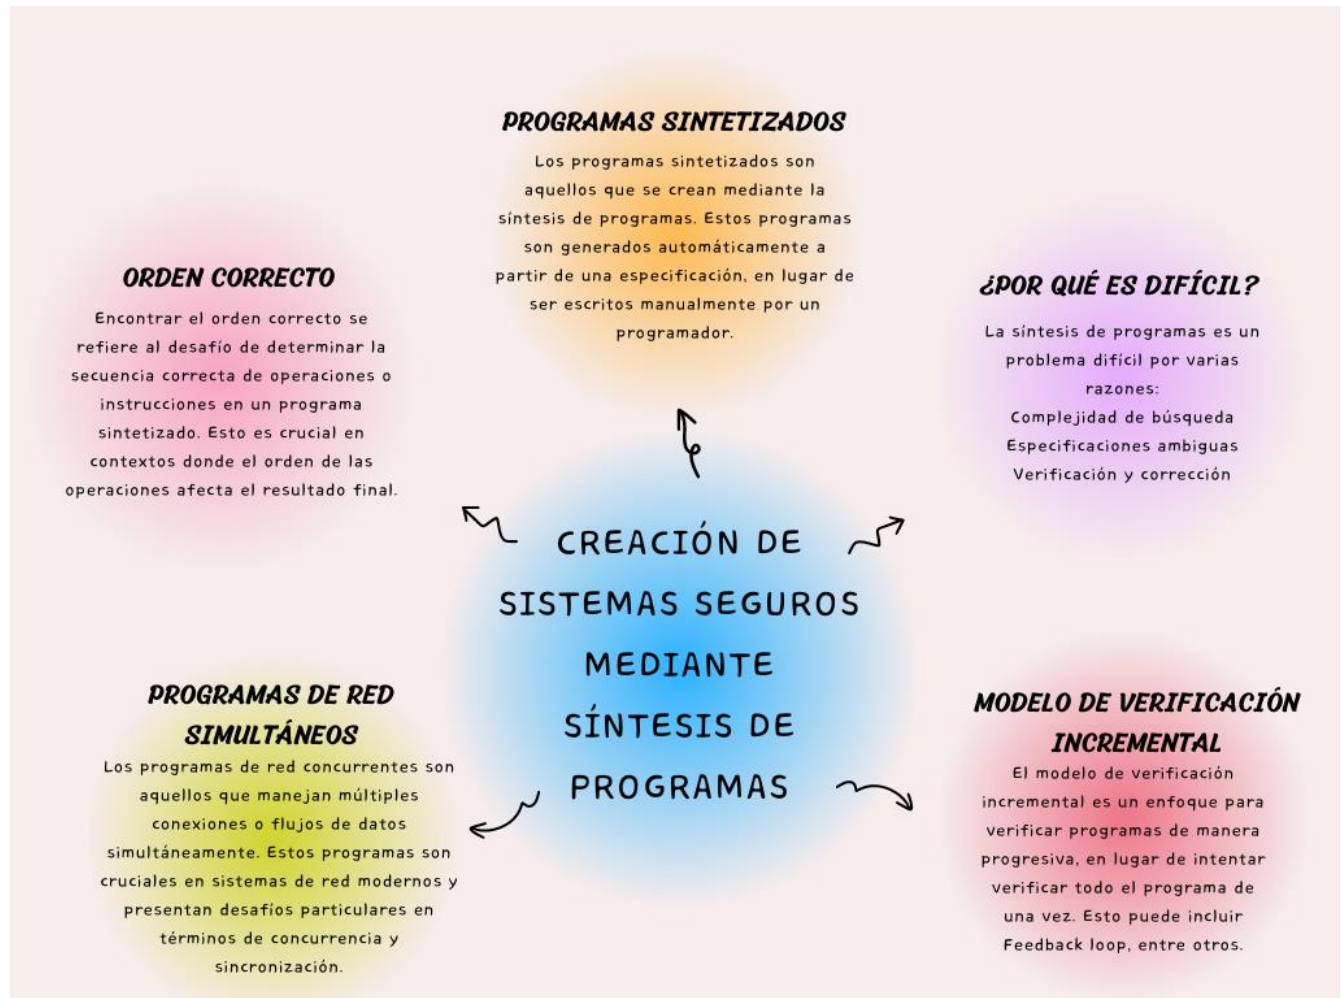 PROGRAMAS SINTETIZADOS
Los programas sintetizados son
aquellos que se crean mediante la
síntesis de programas. Estos programas
son generados automáticamente a
partir de una especificación, en lugar de
ser escritos manualmente por un
programador.
ORDEN CORRECTO
Encontrar el orden correcto se
refiere al desafío de determinar la
secuencia correcta de operaciones o
instrucciones en un programa
sintetizado. Esto es crucial en
contextos donde el orden de las
operaciones afecta el resultado final.
¿POR QUÉ ES DIFÍCIL?
La síntesis de programas es un
problema difícil por varias
razones:
Complejidad de búsqueda
Especificaciones ambiguas
Verificación y corrección
CREACIÓN DE
SISTEMAS SEGUROS
MEDIANTE
SÍNTESIS DE
PROGRAMAS
PROGRAMAS DE RED
SIMULTÁNEOS
Los programas de red concurrentes son
aquellos que manejan múltiples
conexiones o flujos de datos
simultáneamente. Estos programas son
cruciales en sistemas de red modernos y
presentan desafíos particulares en
términos de concurrencia y
sincronización.
MODELO DE VERIFICACIÓN
INCREMENTAL
El modelo de verificación
incremental es un enfoque para
verificar programas de manera
progresiva, en lugar de intentar
verificar todo el programa de
una vez. Esto puede incluir
Feedback loop, entre otros.